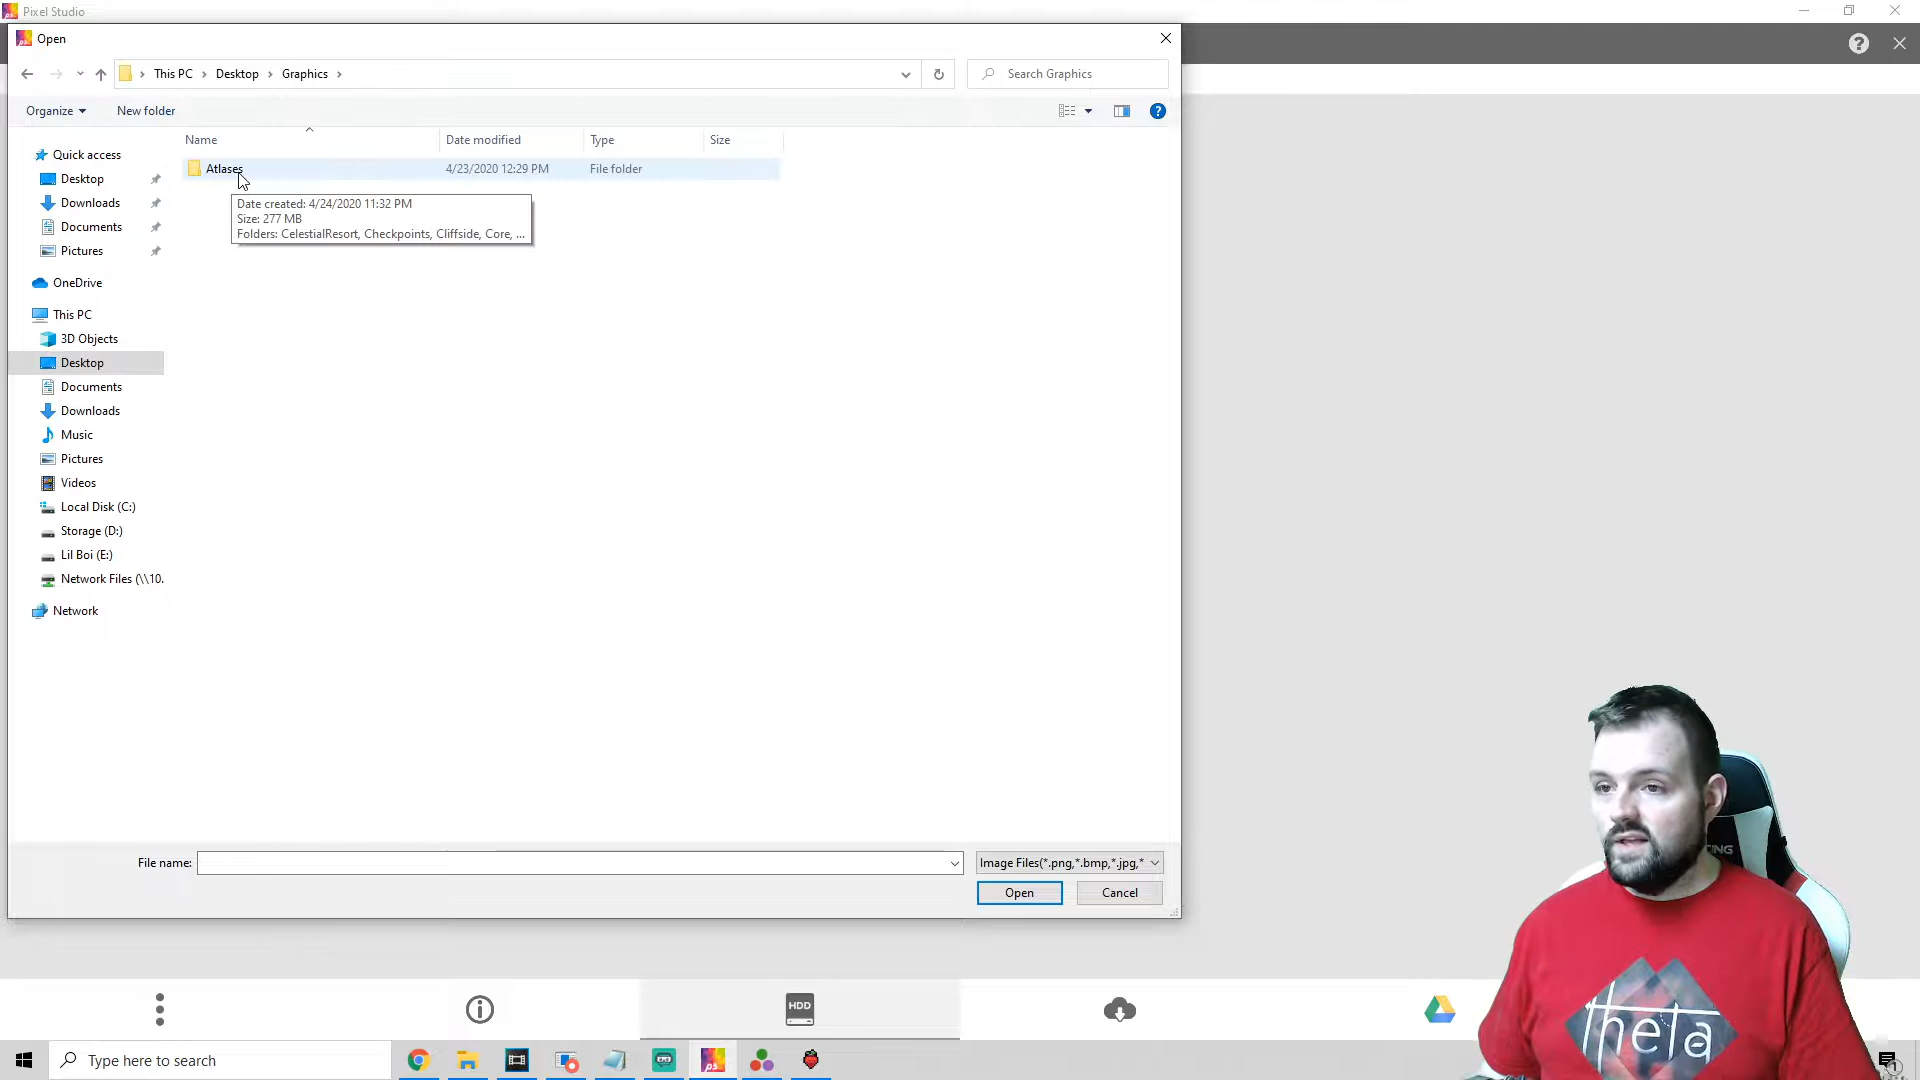 Pixel Studio
Open
This PC Desktop Graphics
Search Graphics
Organize New folder
Name Date modified Type Size
Atlases 4/23/2020 12:29 PM File folder
Date created: 4/24/2020 11:32 PM
Size: 277 MB
Folders: CelestialResort, Checkpoints, Cliffside, Core, ...
Quick access
Desktop
Downloads
Documents
Pictures
OneDrive
This PC
3D Objects
Desktop
Documents
Downloads
Music
Pictures
Videos
Local Disk (C:)
Storage (D:)
Lil Boi (E:)
Network Files (\\10.
Network
File name: Image Files(*.png,*.bmp,*.jpg,*
Open Cancel
HDD
Type here to search
ps
theta